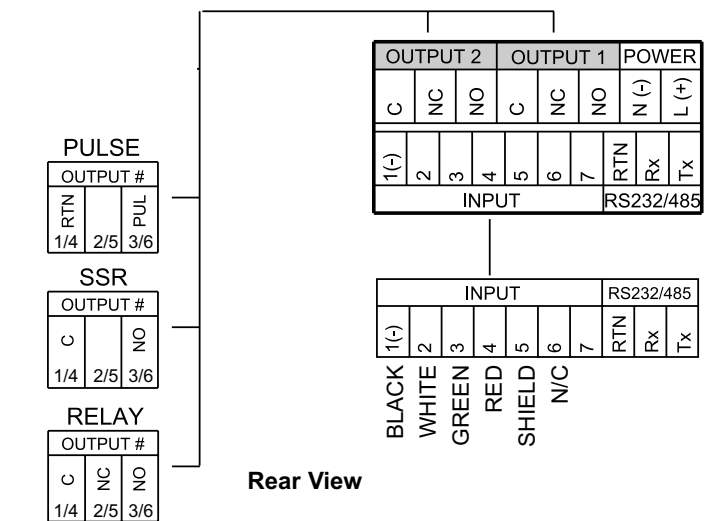 OUTPUT 2 OUTPUT 1 POWER
C NC NO C NC NO N (-) L (+)
1(-) 2 3 4 5 6 7 RTN Rx Tx
INPUT RS232/485
PULSE
OUTPUT #
RTN PUL
1/4 2/5 3/6
SSR
OUTPUT #
C NO
1/4 2/5 3/6
RELAY
OUTPUT #
C NC NO
1/4 2/5 3/6
INPUT RS232/485
1(-) 2 3 4 5 6 7 RTN Rx Tx
BLACK WHITE GREEN RED SHIELD N/C
Rear View